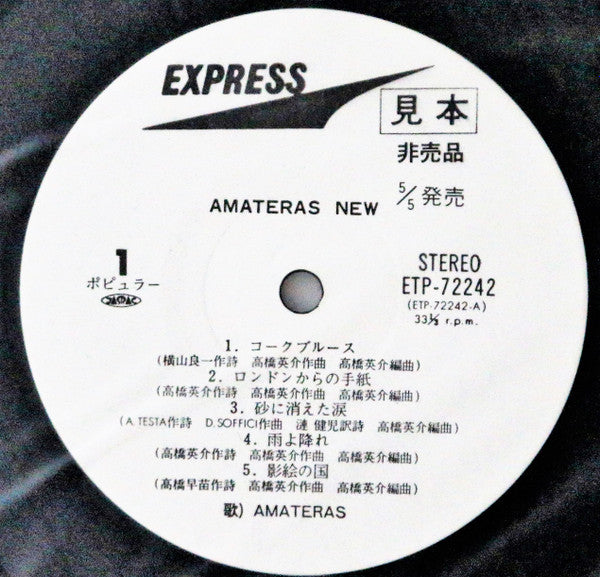 EXPRESS
見本
非売品
5/5 発売
AMATERAS NEW
1
ポピュラー
STEREO
ETP-72242
(ETP-72242-A)
33⅓ r.p.m.
1. コークブルース
(横山良一作詩 高橋英介作曲 高橋英介編曲)
2. ロンドンからの手紙
(高橋英介作詩 高橋英介作曲 高橋英介編曲)
3. 砂に消えた涙
(A. TESTA作詩 D. SOFFICI作曲 漣 健児訳詩 高橋英介編曲)
4. 雨よ降れ
(高橋英介作詩 高橋英介作曲 高橋英介編曲)
5. 影絵の国
(高橋早苗作詩 高橋英介作曲 高橋英介編曲)
歌) AMATERAS